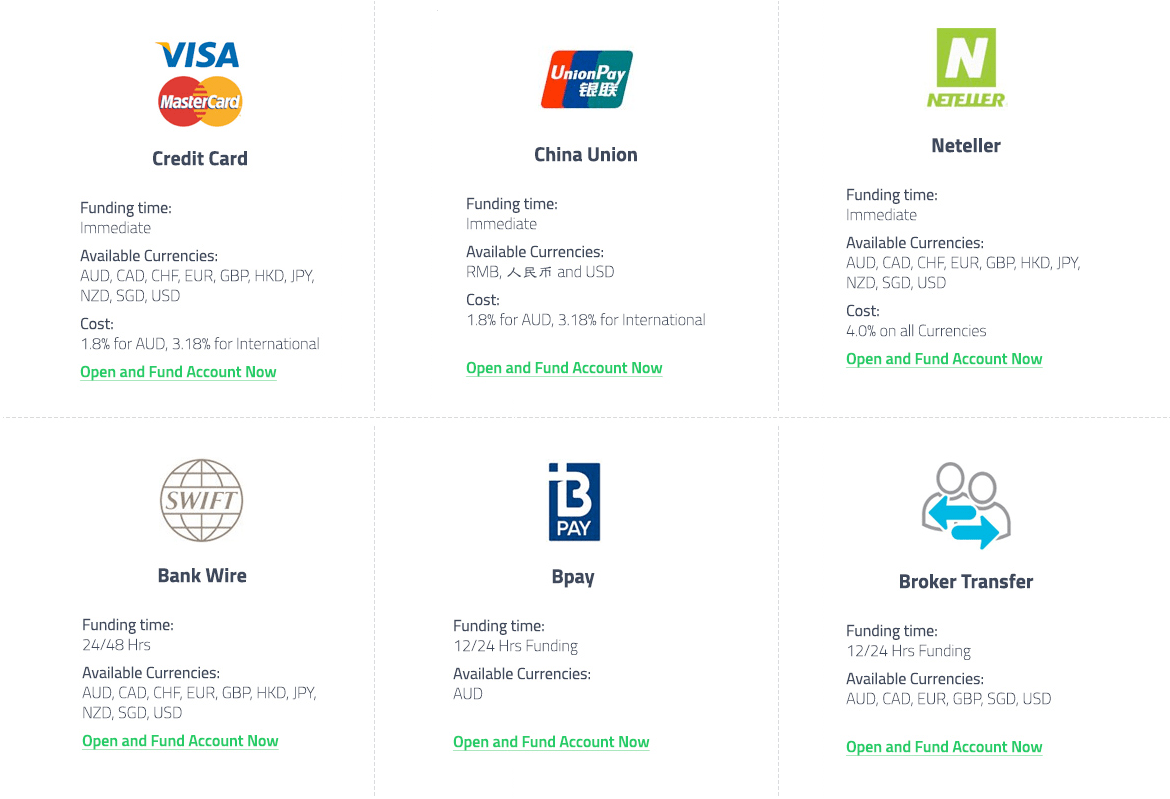 VISA
MasterCard
Credit Card
Funding time:
Immediate
Available Currencies:
AUD, CAD, CHF, EUR, GBP, HKD, JPY,
NZD, SGD, USD
Cost:
1.8% for AUD, 3.18% for International
Open and Fund Account Now
UnionPay
银联
China Union
Funding time:
Immediate
Available Currencies:
RMB, 人民币 and USD
Cost:
1.8% for AUD, 3.18% for International
Open and Fund Account Now
N
NETELLER
Neteller
Funding time:
Immediate
Available Currencies:
AUD, CAD, CHF, EUR, GBP, HKD, JPY,
NZD, SGD, USD
Cost:
4.0% on all Currencies
Open and Fund Account Now
SWIFT
Bank Wire
Funding time:
24/48 Hrs
Available Currencies:
AUD, CAD, CHF, EUR, GBP, HKD, JPY,
NZD, SGD, USD
Open and Fund Account Now
B
PAY
Bpay
Funding time:
12/24 Hrs Funding
Available Currencies:
AUD
Open and Fund Account Now
Broker Transfer
Funding time:
12/24 Hrs Funding
Available Currencies:
AUD, CAD, EUR, GBP, SGD, USD
Open and Fund Account Now